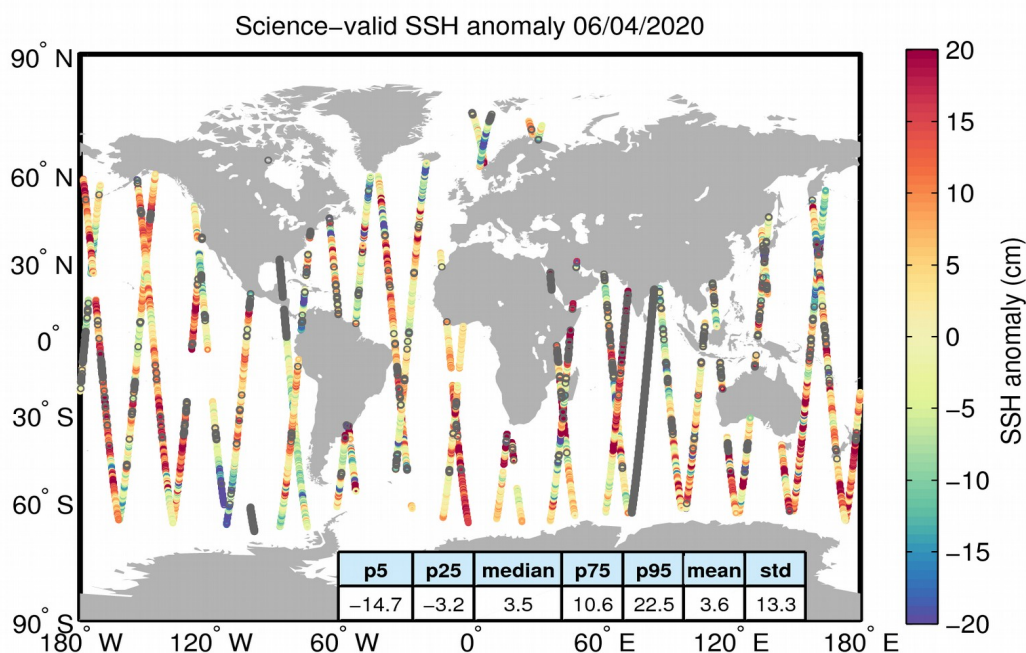 Science−valid SSH anomaly 06/04/2020
90° N
60° N
30° N
0°
30° S
60° S
90° S
180° W
120° W
60° W
0°
60° E
120° E
180° E
p5 p25 median p75 p95 mean std
−14.7 −3.2 3.5 10.6 22.5 3.6 13.3
20
15
10
5
0
−5
−10
−15
−20
SSH anomaly (cm)